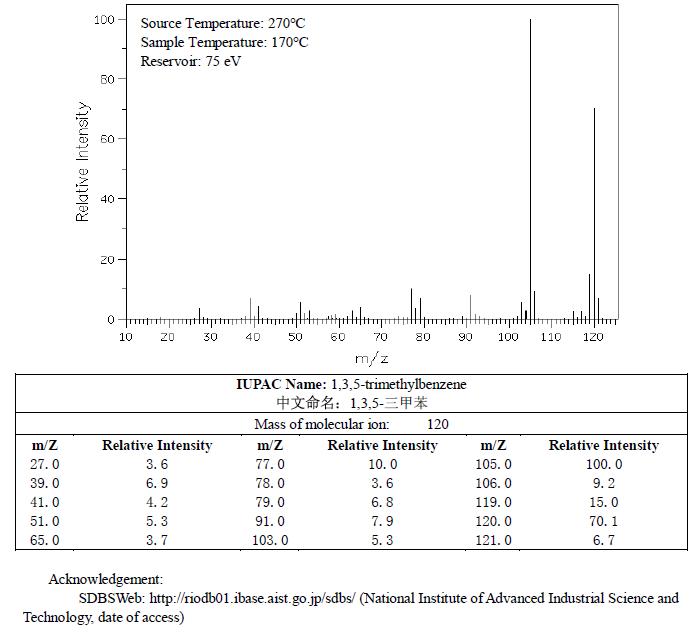 Source Temperature: 270°C
Sample Temperature: 170°C
Reservoir: 75 eV
100
80
60
40
20
0
Relative Intensity
10 20 30 40 50 60 70 80 90 100 110 120
m/z
IUPAC Name: 1,3,5-trimethylbenzene
中文命名：1,3,5-三甲苯
Mass of molecular ion: 120
m/Z Relative Intensity m/Z Relative Intensity m/Z Relative Intensity
27.0 3.6 77.0 10.0 105.0 100.0
39.0 6.9 78.0 3.6 106.0 9.2
41.0 4.2 79.0 6.8 119.0 15.0
51.0 5.3 91.0 7.9 120.0 70.1
65.0 3.7 103.0 5.3 121.0 6.7
Acknowledgement:
SDBSWeb: http://riodb01.ibase.aist.go.jp/sdbs/ (National Institute of Advanced Industrial Science and
Technology, date of access)